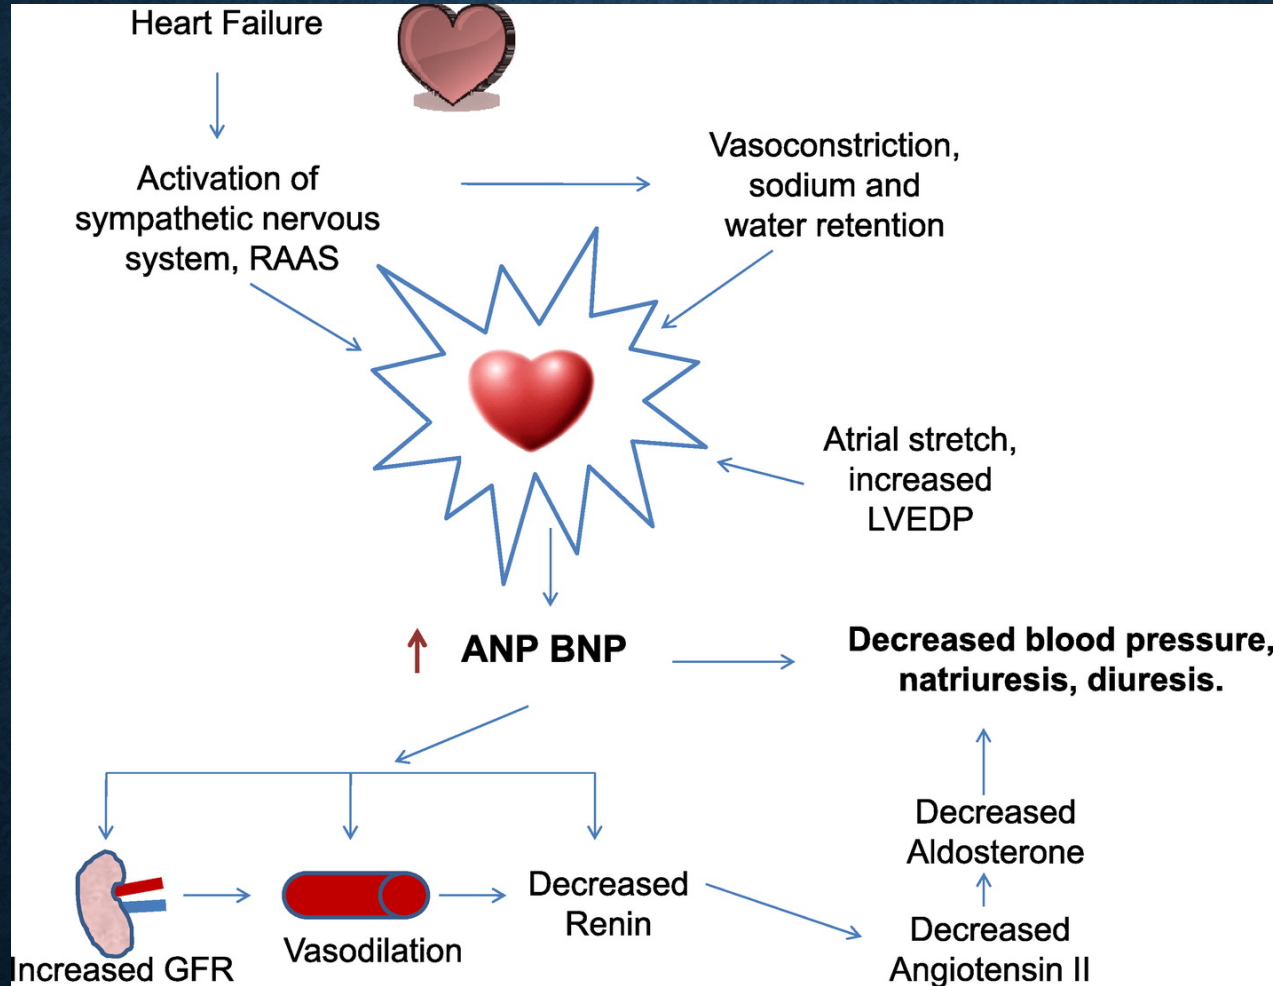 Heart Failure
Activation of
sympathetic nervous
system, RAAS
Vasoconstriction,
sodium and
water retention
Atrial stretch,
increased
LVEDP
ANP BNP
Decreased blood pressure,
natriuresis, diuresis.
Decreased
Aldosterone
Decreased
Angiotensin II
Decreased
Renin
Vasodilation
Increased GFR